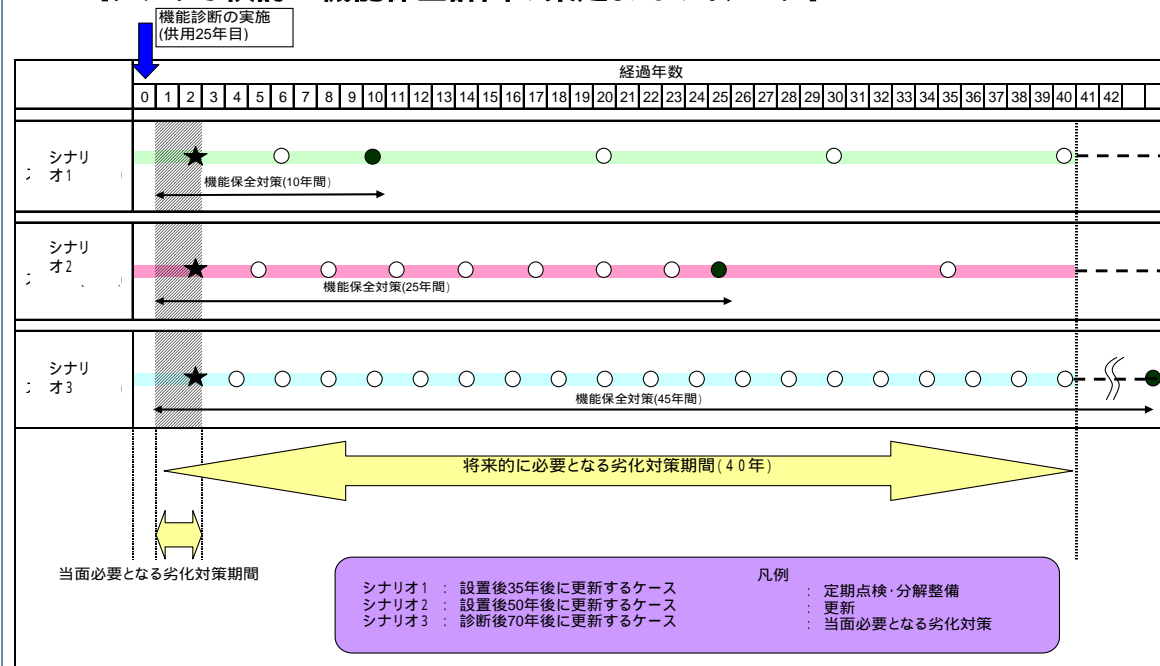 機能診断の実施
(供用25年目)
経過年数
0 1 2 3 4 5 6 7 8 9 10 11 12 13 14 15 16 17 18 19 20 21 22 23 24 25 26 27 28 29 30 31 32 33 34 35 36 37 38 39 40 41 42
シナリ
オ1
機能保全対策(10年間)
シナリ
オ2
機能保全対策(25年間)
シナリ
オ3
機能保全対策(45年間)
将来的に必要となる劣化対策期間(40年)
当面必要となる劣化対策期間
凡例
シナリオ1 : 設置後35年後に更新するケース
シナリオ2 : 設置後50年後に更新するケース
シナリオ3 : 診断後70年後に更新するケース
: 定期点検・分解整備
: 更新
: 当面必要となる劣化対策